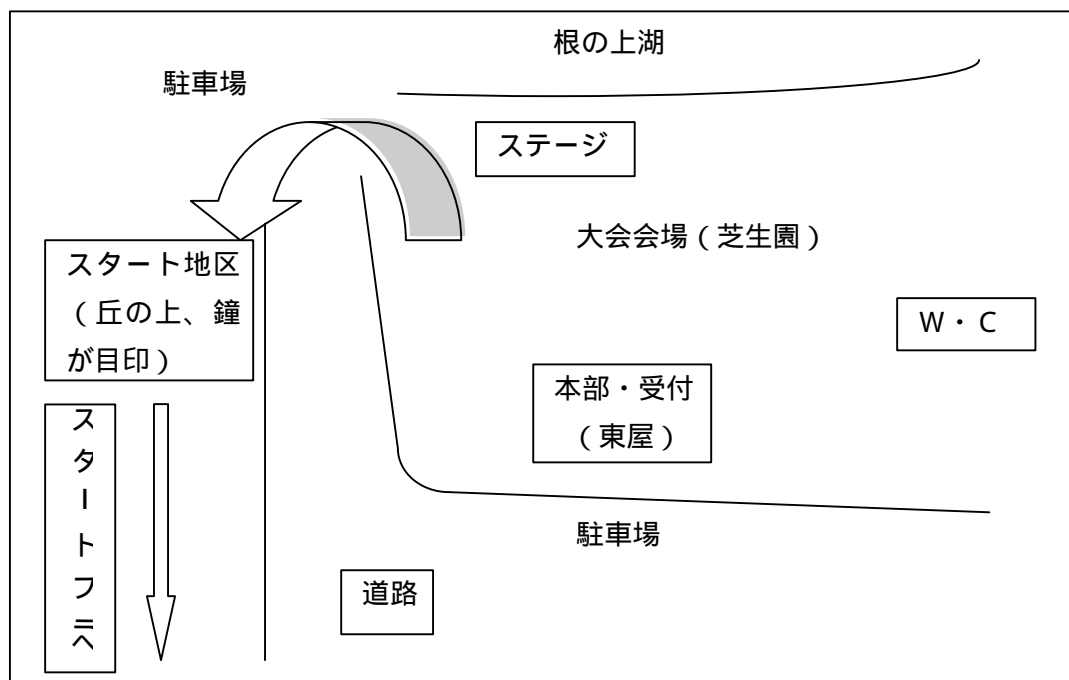 根の上湖
駐車場
ステージ
大会会場（芝生園）
スタート地区
（丘の上、鐘
が目印）
Ｗ・Ｃ
本部・受付
（東屋）
スタートフ
駐車場
道路